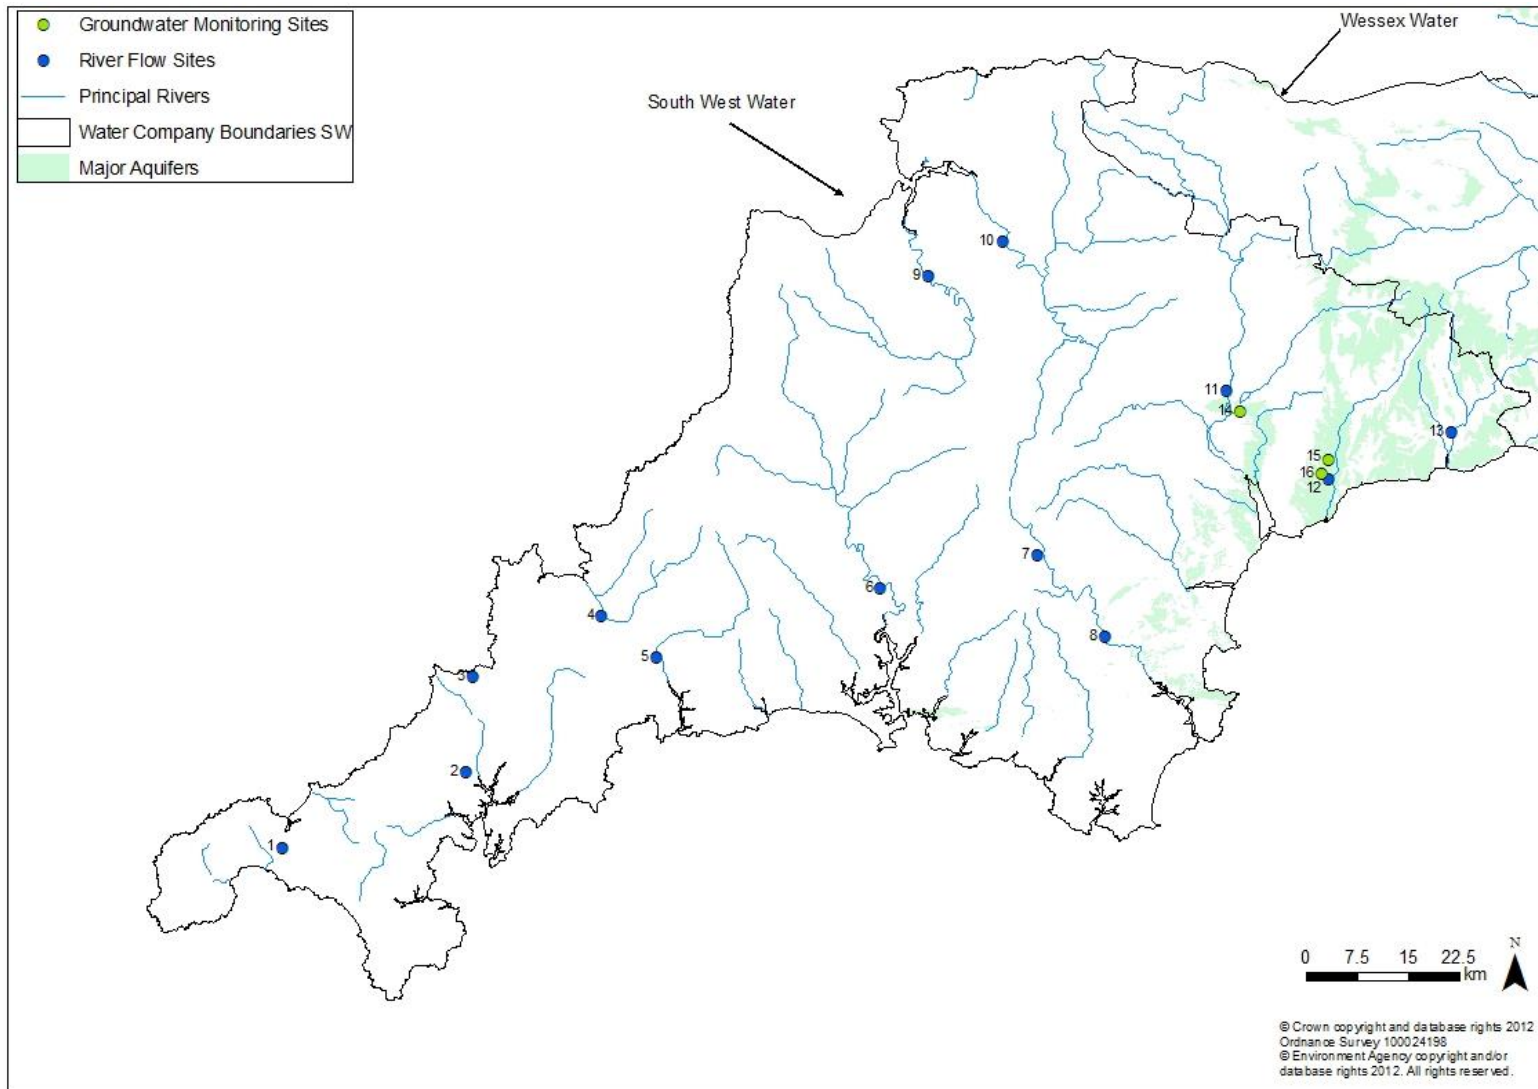 Groundwater Monitoring Sites
River Flow Sites
Principal Rivers
Water Company Boundaries SW
Major Aquifers
Wessex Water
South West Water
10
9
11
14
13
15
16
12
7
6
8
4
5
3
2
1
0 7.5 15 22.5
km
N
© Crown copyright and database rights 2012
Ordnance Survey 100024198
© Environment Agency copyright and/or
database rights 2012. All rights reserved.